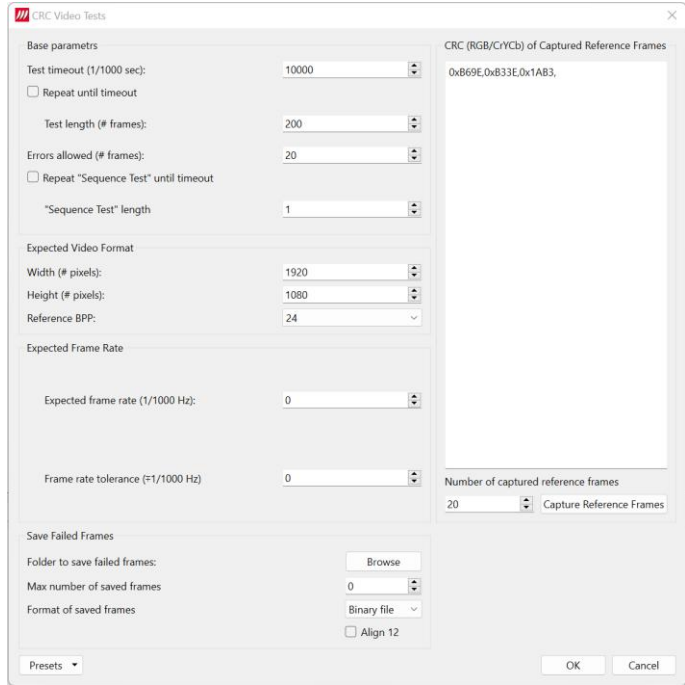 CRC Video Tests
Base parametrs
Test timeout (1/1000 sec): 10000
Repeat until timeout
Test length (# frames): 200
Errors allowed (# frames): 20
Repeat "Sequence Test" until timeout
"Sequence Test" length 1
Expected Video Format
Width (# pixels): 1920
Height (# pixels): 1080
Reference BPP: 24
Expected Frame Rate
Expected frame rate (1/1000 Hz): 0
Frame rate tolerance (∓1/1000 Hz) 0
Save Failed Frames
Folder to save failed frames: Browse
Max number of saved frames 0
Format of saved frames Binary file
Align 12
CRC (RGB/CrYCb) of Captured Reference Frames
0xB69E,0xB33E,0x1AB3,
Number of captured reference frames
20 Capture Reference Frames
Presets
OK Cancel